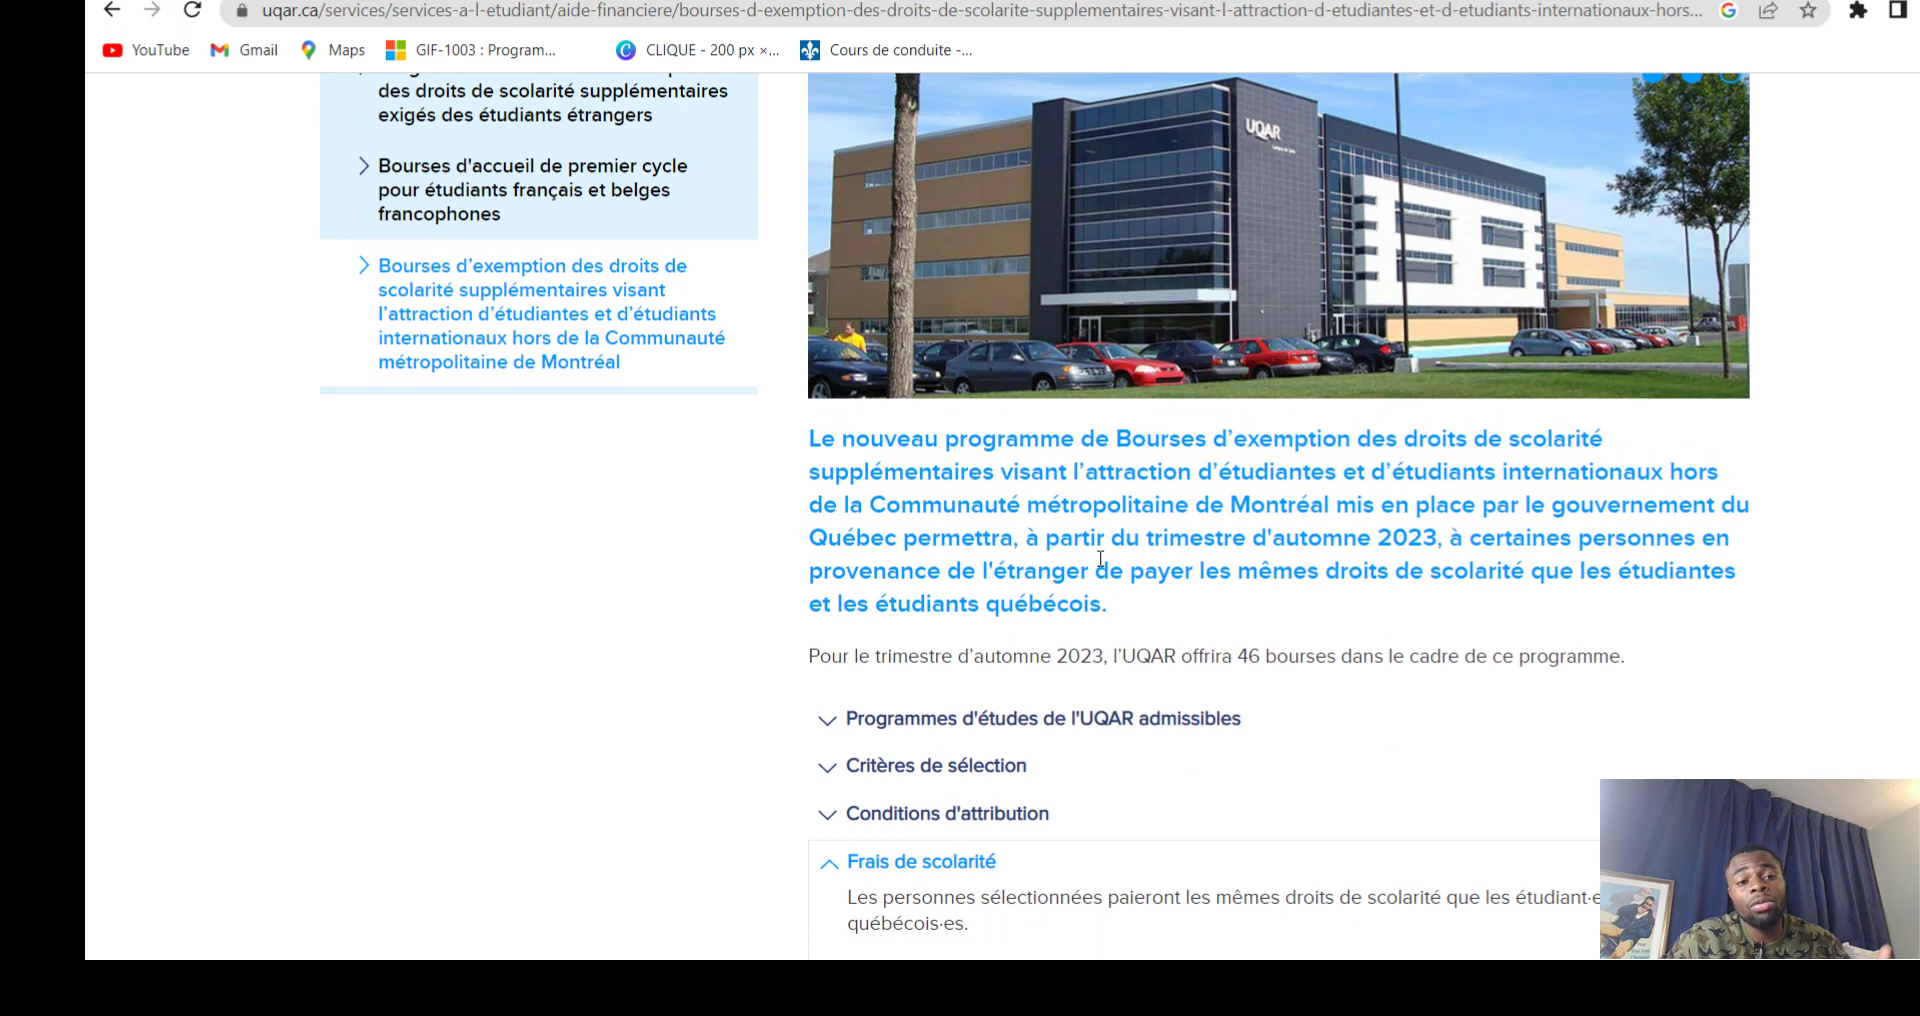 uqar.ca/services/services-a-l-etudiant/aide-financiere/bourses-d-exemption-des-droits-de-scolarite-supplementaires-visant-l-attraction-d-etudiantes-et-d-etudiants-internationaux-hors...
YouTube Gmail Maps GIF-1003 : Program... CLIQUE - 200 px ×... Cours de conduite -...
des droits de scolarité supplémentaires
exigés des étudiants étrangers
Bourses d'accueil de premier cycle
pour étudiants français et belges
francophones
Bourses d’exemption des droits de
scolarité supplémentaires visant
l’attraction d’étudiantes et d’étudiants
internationaux hors de la Communauté
métropolitaine de Montréal
UQAR
Le nouveau programme de Bourses d’exemption des droits de scolarité
supplémentaires visant l’attraction d’étudiantes et d’étudiants internationaux hors
de la Communauté métropolitaine de Montréal mis en place par le gouvernement du
Québec permettra, à partir du trimestre d'automne 2023, à certaines personnes en
provenance de l'étranger de payer les mêmes droits de scolarité que les étudiantes
et les étudiants québécois.
Pour le trimestre d’automne 2023, l’UQAR offrira 46 bourses dans le cadre de ce programme.
Programmes d'études de l'UQAR admissibles
Critères de sélection
Conditions d'attribution
Frais de scolarité
Les personnes sélectionnées paieront les mêmes droits de scolarité que les étudiant·e
québécois·es.